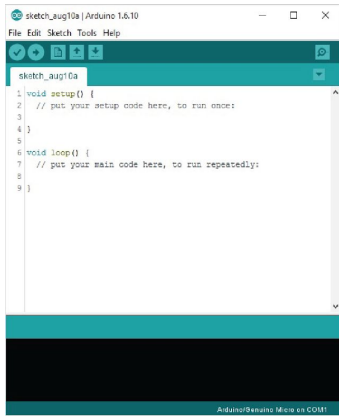 sketch_aug10a | Arduino 1.6.10
File Edit Sketch Tools Help
sketch_aug10a
1 void setup() {
2 // put your setup code here, to run once:
3
4 }
5
6 void loop() {
7 // put your main code here, to run repeatedly:
8
9 }
Arduino/Genuino Micro on COM1